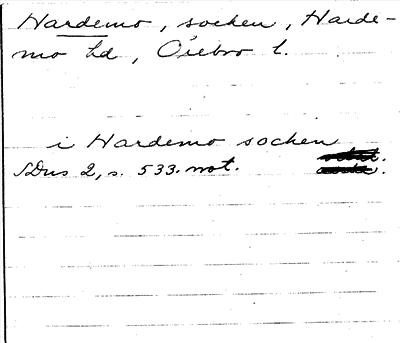 Hardemo, socken, Harde-
mo hd, Örebro l.
i Hardemo socken
SDns 2, s. 533. not.